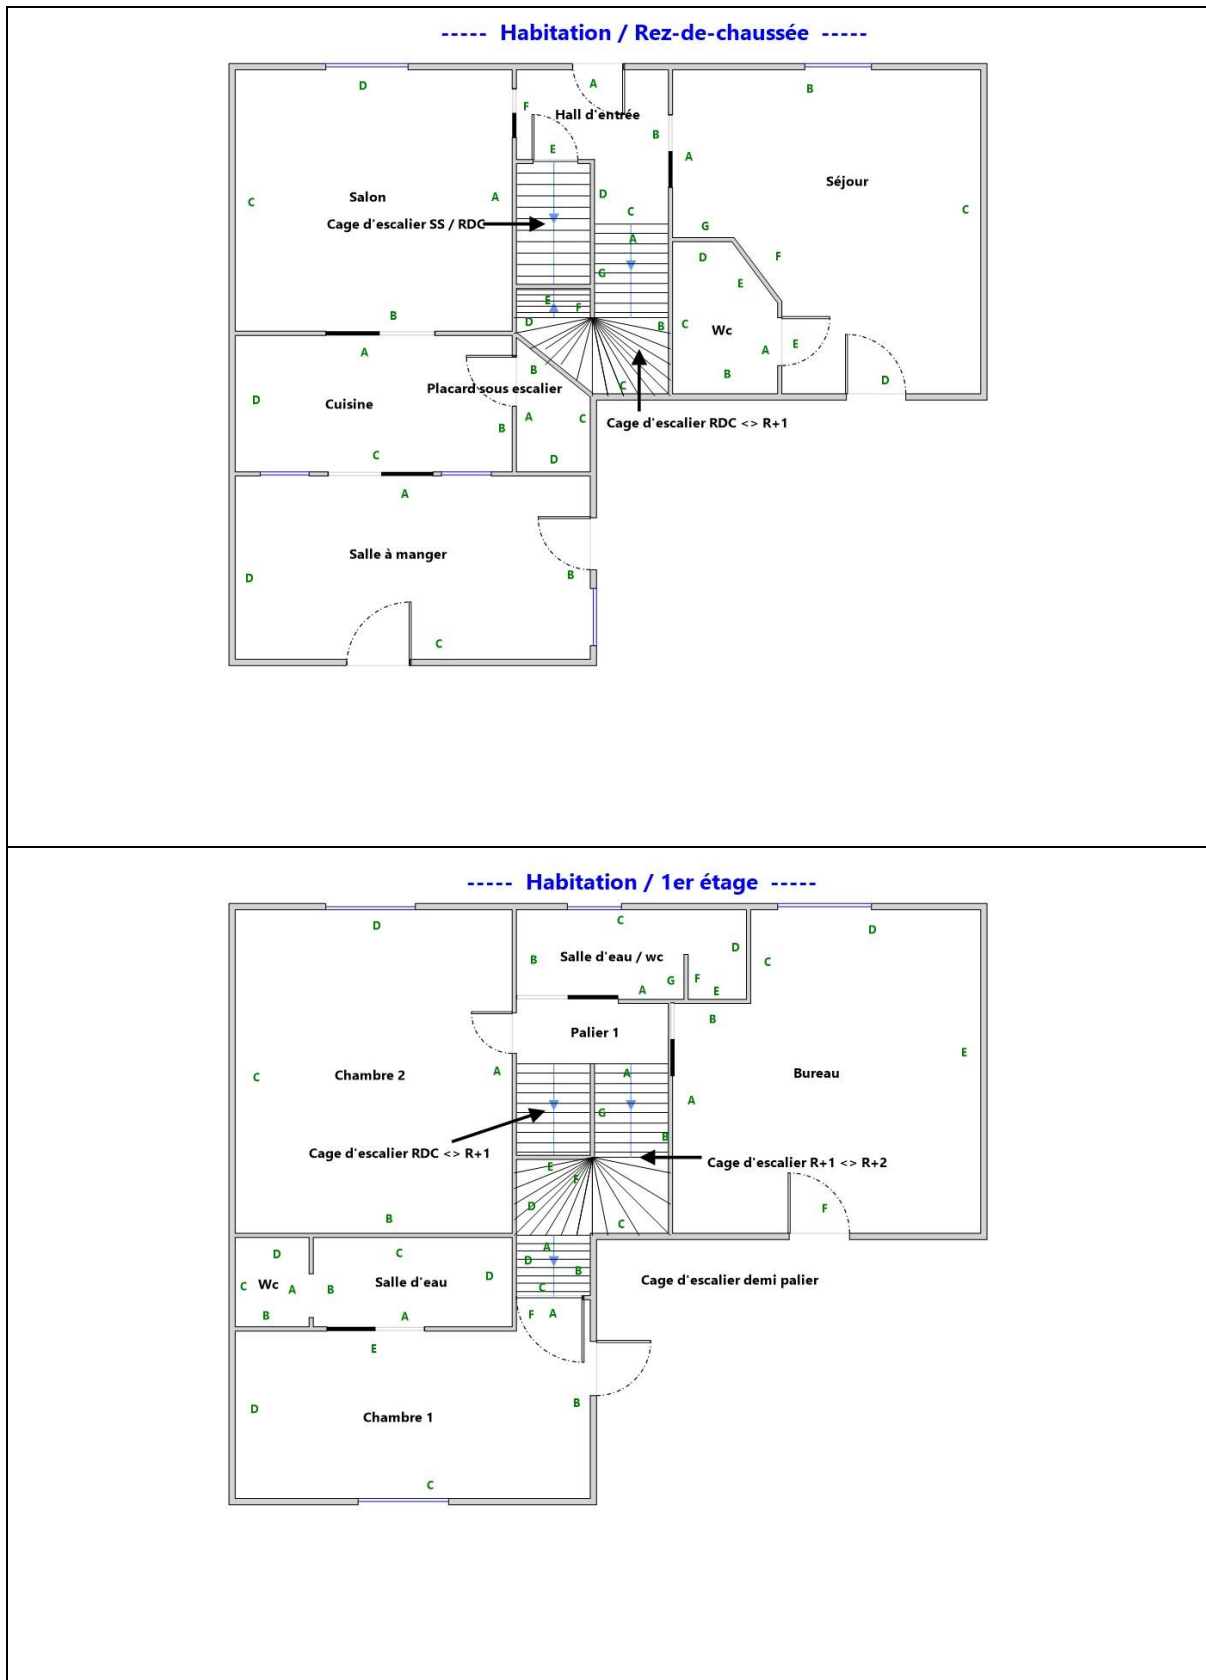 ----- Habitation / Rez-de-chaussée -----
D
A
B
F
Hall d'entrée
B
E
A
Salon
A
D
Séjour
C
C
C
Cage d'escalier SS / RDC
G
A
D
F
G
E
E
F
B
D
B
C
Wc
A
E
A
B
B
D
C
Placard sous escalier
D
Cuisine
A
C
B
Cage d'escalier RDC <> R+1
C
D
A
Salle à manger
D
B
C
----- Habitation / 1er étage -----
D
C
D
B
Salle d'eau / wc
D
C
G
F
A
E
B
Palier 1
E
C
Chambre 2
A
A
Bureau
G
A
B
Cage d'escalier RDC <> R+1
E
Cage d'escalier R+1 <> R+2
F
D
B
C
F
D
C
A
D
B
C
Wc
A
B
Salle d'eau
D
C
Cage d'escalier demi palier
B
A
F
A
E
D
B
Chambre 1
C